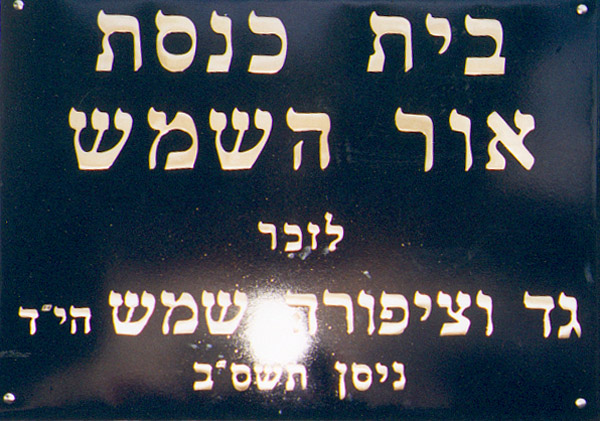 בית כנסת
אור השמש
לזכר
גד וציפורה שמש הי״ד
ניסן תשס״ב